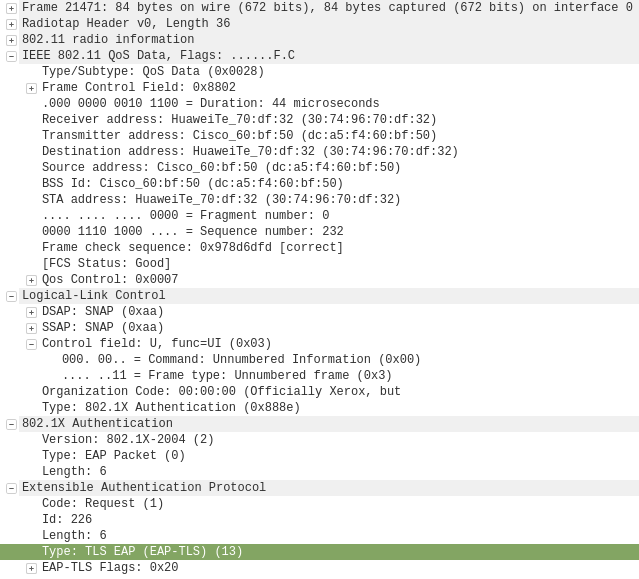 Frame 21471: 84 bytes on wire (672 bits), 84 bytes captured (672 bits) on interface 0
Radiotap Header v0, Length 36
802.11 radio information
IEEE 802.11 QoS Data, Flags: ......F.C
Type/Subtype: QoS Data (0x0028)
Frame Control Field: 0x8802
.000 0000 0010 1100 = Duration: 44 microseconds
Receiver address: HuaweiTe_70:df:32 (30:74:96:70:df:32)
Transmitter address: Cisco_60:bf:50 (dc:a5:f4:60:bf:50)
Destination address: HuaweiTe_70:df:32 (30:74:96:70:df:32)
Source address: Cisco_60:bf:50 (dc:a5:f4:60:bf:50)
BSS Id: Cisco_60:bf:50 (dc:a5:f4:60:bf:50)
STA address: HuaweiTe_70:df:32 (30:74:96:70:df:32)
.... .... .... 0000 = Fragment number: 0
0000 1110 1000 .... = Sequence number: 232
Frame check sequence: 0x978d6dfd [correct]
[FCS Status: Good]
Qos Control: 0x0007
Logical-Link Control
DSAP: SNAP (0xaa)
SSAP: SNAP (0xaa)
Control field: U, func=UI (0x03)
000. 00.. = Command: Unnumbered Information (0x00)
.... ..11 = Frame type: Unnumbered frame (0x3)
Organization Code: 00:00:00 (Officially Xerox, but
Type: 802.1X Authentication (0x888e)
802.1X Authentication
Version: 802.1X-2004 (2)
Type: EAP Packet (0)
Length: 6
Extensible Authentication Protocol
Code: Request (1)
Id: 226
Length: 6
Type: TLS EAP (EAP-TLS) (13)
EAP-TLS Flags: 0x20